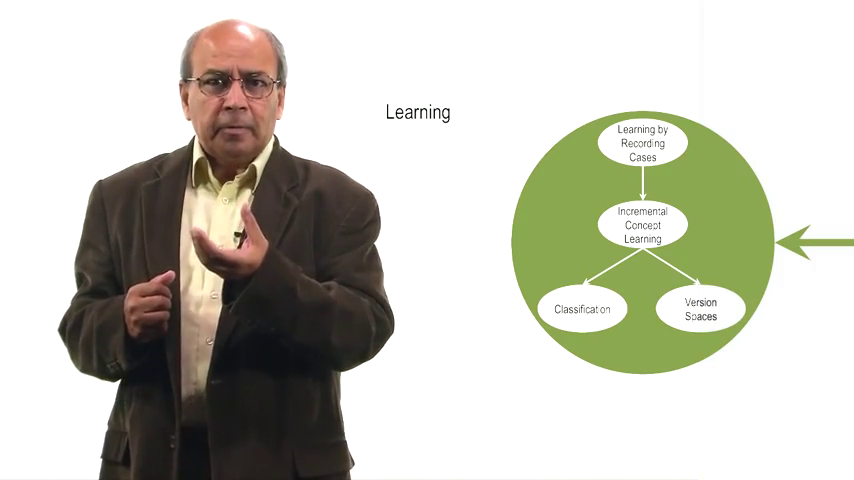 Learning
Learning by
Recording
Cases
Incremental
Concept
Learning
Classification
Version
Spaces